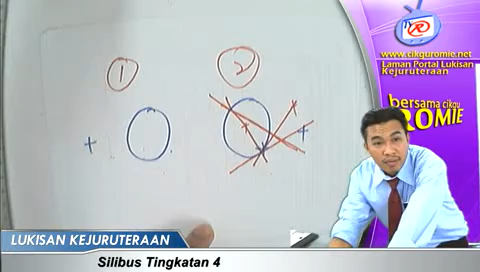 R
www.cikguromie.net
Laman Portal Lukisan
Kejuruteraan
bersama cikgu
ROMIE
1
2
+
+
LUKISAN KEJURUTERAAN
Silibus Tingkatan 4